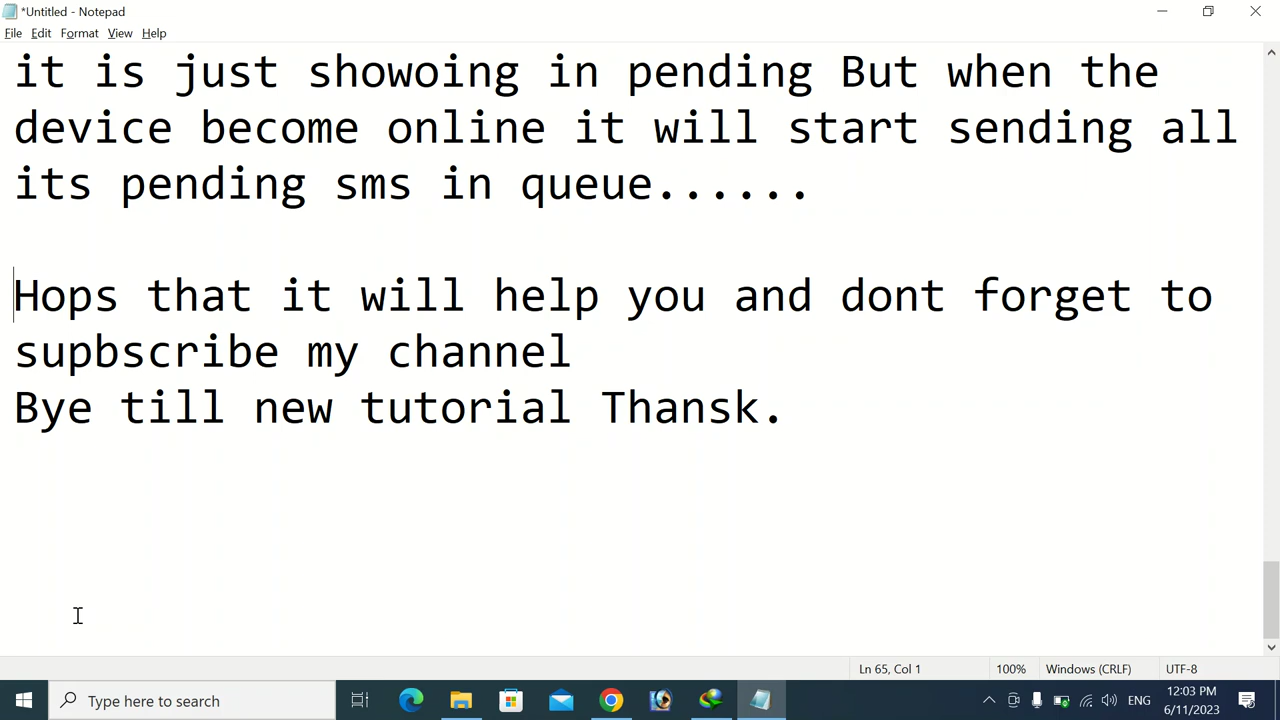 *Untitled - Notepad
File Edit Format View Help
it is just showoing in pending But when the
device become online it will start sending all
its pending sms in queue......
Hops that it will help you and dont forget to
supbscribe my channel
Bye till new tutorial Thansk.
Ln 65, Col 1 100% Windows (CRLF) UTF-8
Type here to search
ENG
12:03 PM
6/11/2023